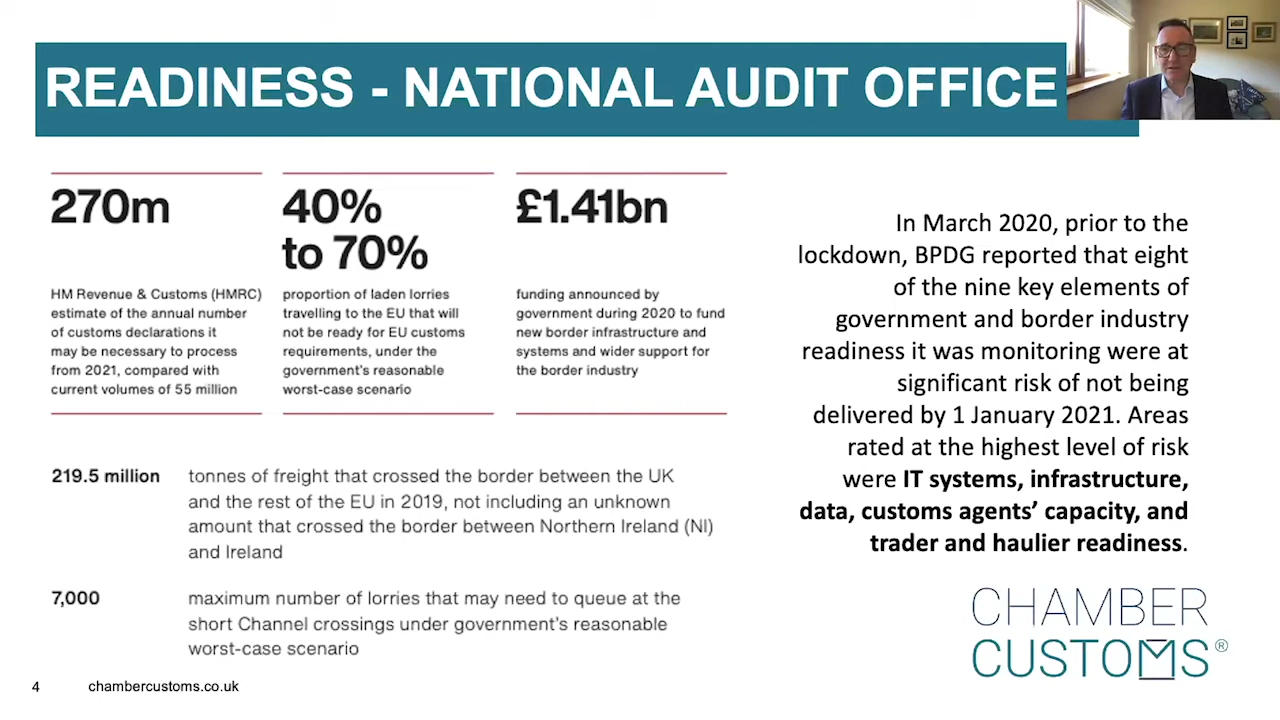 READINESS - NATIONAL AUDIT OFFICE
270m
HM Revenue & Customs (HMRC)
estimate of the annual number
of customs declarations it
may be necessary to process
from 2021, compared with
current volumes of 55 million
40%
to 70%
proportion of laden lorries
travelling to the EU that will
not be ready for EU customs
requirements, under the
government's reasonable
worst-case scenario
£1.41bn
funding announced by
government during 2020 to fund
new border infrastructure and
systems and wider support for
the border industry
219.5 million tonnes of freight that crossed the border between the UK
and the rest of the EU in 2019, not including an unknown
amount that crossed the border between Northern Ireland (NI)
and Ireland
7,000 maximum number of lorries that may need to queue at the
short Channel crossings under government's reasonable
worst-case scenario
In March 2020, prior to the
lockdown, BPDG reported that eight
of the nine key elements of
government and border industry
readiness it was monitoring were at
significant risk of not being
delivered by 1 January 2021. Areas
rated at the highest level of risk
were IT systems, infrastructure,
data, customs agents' capacity, and
trader and haulier readiness.
CHAMBER
CUSTOMS®
4 chambercustoms.co.uk